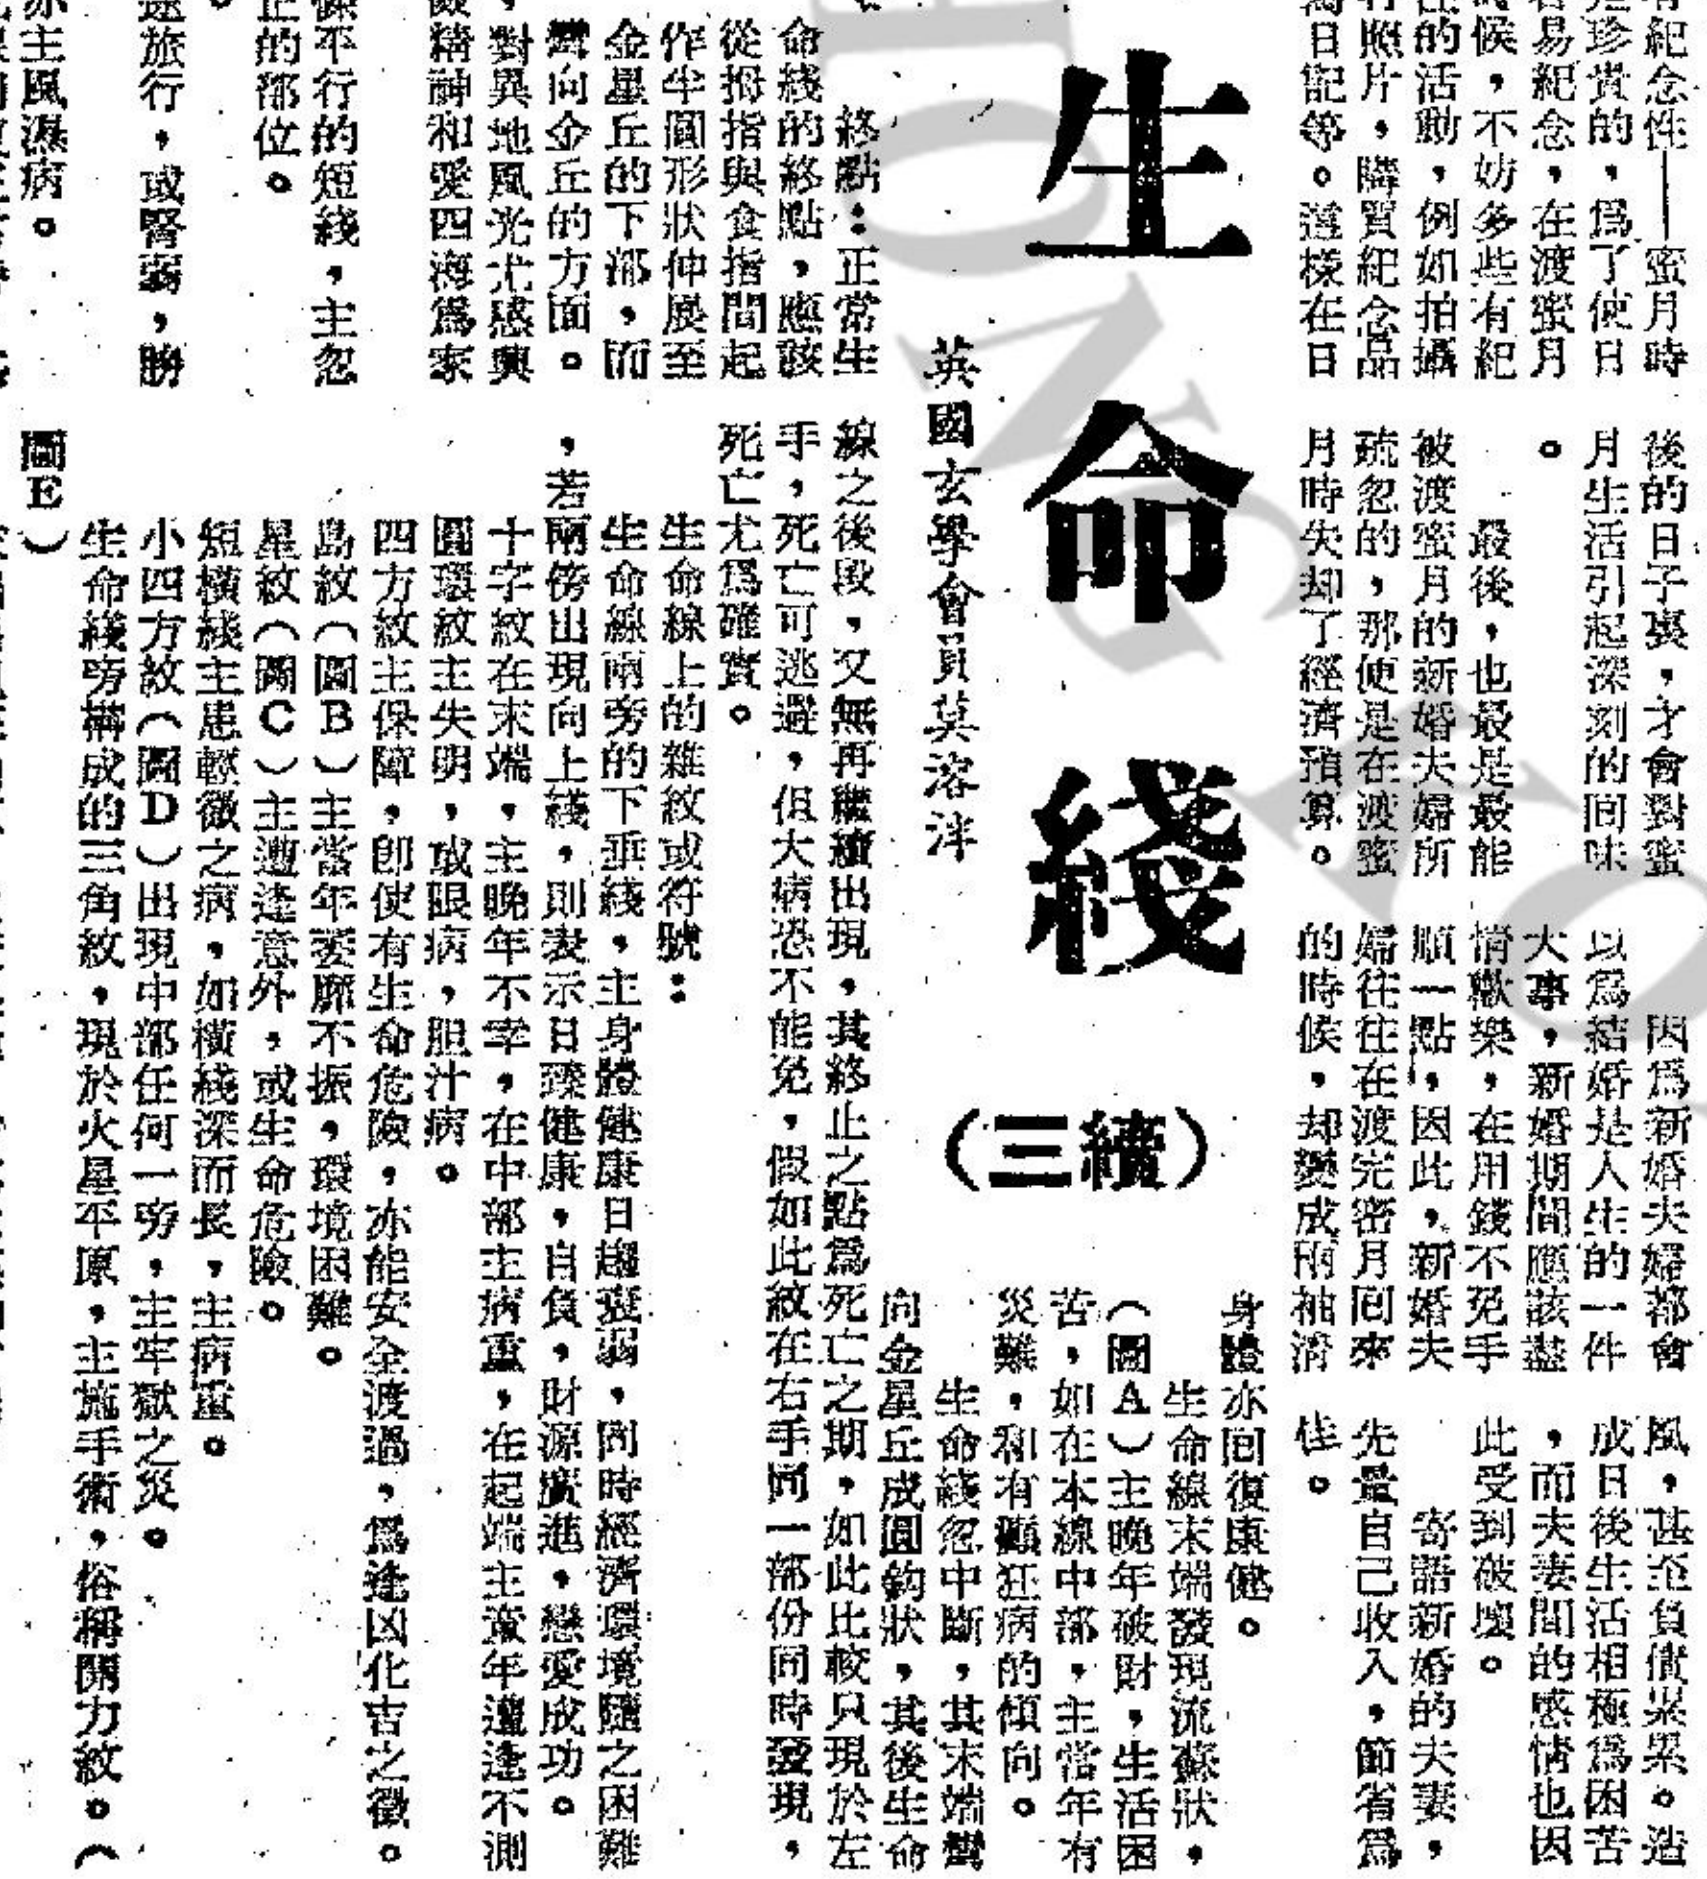 有紀念性——蜜月時
是珍貴的，爲了使日
容易紀念，在渡蜜月
時候，不妨多些有紀
性的活動，例如拍攝
行照片，購買紀念品
寫日記等。這樣在日
後的日子裏，才會對蜜
月生活引起深刻的囘味
。
最後，也最是最能
被渡蜜月的新婚夫婦所
疏忽的，那便是在渡蜜
月時失却了經濟預算。
因爲新婚夫婦都會
以爲結婚是人生的一件
大事，新婚期間應該盡
情歡樂，在用錢不免手
順一點，因此，新婚夫
婦往往在渡完密月囘來
的時候，却變成兩袖清
風，甚至負債累累。造
成日後生活相極爲困苦
，而夫妻間的感情也因
此受到破壞。
寄語新婚的夫妻，
先量自己收入，節省爲
佳。
生命綫
（三續）
英國玄學會員莫溶泮
終點：正常生
命綫的終點，應該
從拇指與食指間起
作半圓形狀伸展至
金星丘的下部，而
彎向金丘的方面。
，對異地風光尤感興
精神和愛四海爲家
係平行的短綫，主忽
正的部位。
途旅行，或腎弱，膀
亦主風濕病。
身體亦囘復康健。
生命線末端發現流蘇狀，
（圖A）主晚年破財，生活困
苦，如在本線中部，主當年有
災難，和有癲狂病的傾向。
生命綫忽中斷，其末端彎
向金星丘成圓鈎狀，其後生命
線之後段，又無再繼續出現，其終止之點爲死亡之期，如此比較只現於左
手，死亡可逃避，但大病恐不能免，假如此紋在右手同一部份同時發現，
死亡尤爲確實。
生命線上的雜紋或符號：
生命線兩旁的下垂綫，主身體健康日趨衰弱，同時經濟環境隨之困難
，若兩傍出現向上綫，則表示日臻健康，自負，財源廣進，戀愛成功。
十字紋在末端，主晚年不幸，在中部主病重，在起端主童年遭逢不測
圓環紋主失明，或眼病，胆汁病。
四方紋主保障，卽使有生命危險，亦能安全渡過，爲逢凶化吉之徵。
島紋（圖B）主當年萎靡不振，環境困難。
星紋（圖C）主遭逢意外，或生命危險。
短橫綫主患輕微之病，如橫綫深而長，主病重。
小四方紋（圖D）出現中部任何一旁，主牢獄之災。
生命綫旁構成的三角紋，現於火星平原，主施手術，俗稱開力紋。（
圖E）